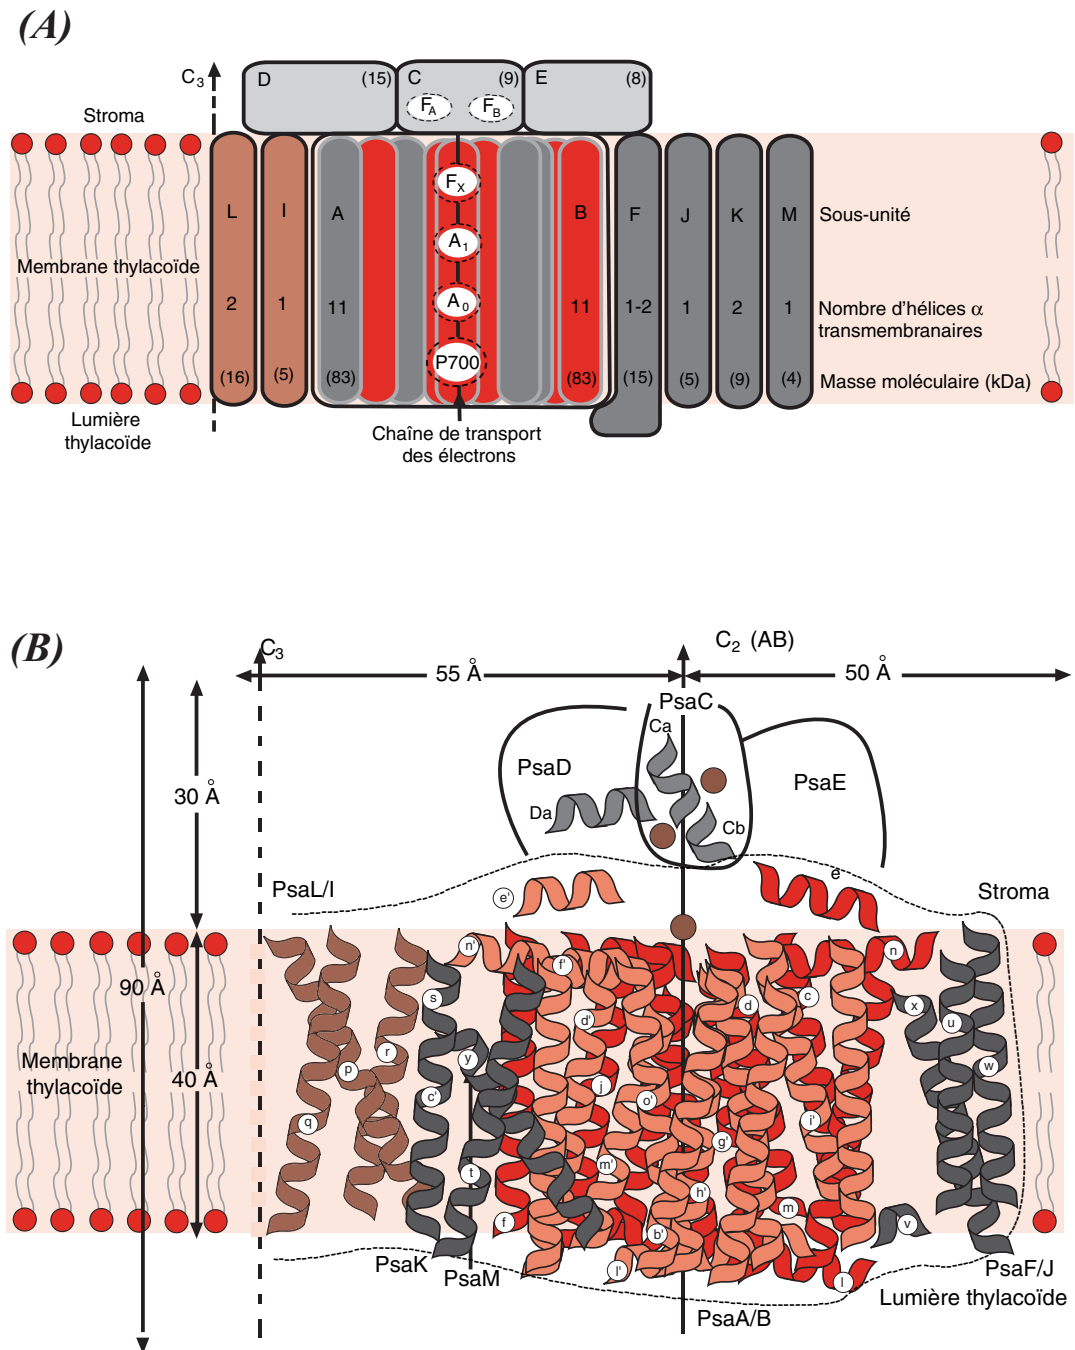 (A)
C3
D
(15)
C
(9)
E
(8)
FA
FB
Stroma
FX
L
I
A
B
F
J
K
M
Sous-unité
A1
Membrane thylacoïde
A0
2
1
11
11
1-2
1
2
1
Nombre d'hélices α
transmembranaires
P700
(16)
(5)
(83)
(83)
(15)
(5)
(9)
(4)
Masse moléculaire (kDa)
Lumière
thylacoïde
Chaîne de transport
des électrons
(B)
C3
C2 (AB)
55 Å
50 Å
PsaC
Ca
PsaD
PsaE
30 Å
Da
Cb
e
PsaL/I
e'
Stroma
n'
n
f'
90 Å
s
d
c
x
d'
u
r
y
Membrane
thylacoïde
40 Å
p
w
j
c'
o'
q
i'
g'
m'
t
h'
m
f
v
b'
PsaK
PsaM
l'
l
PsaF/J
Lumière thylacoïde
PsaA/B